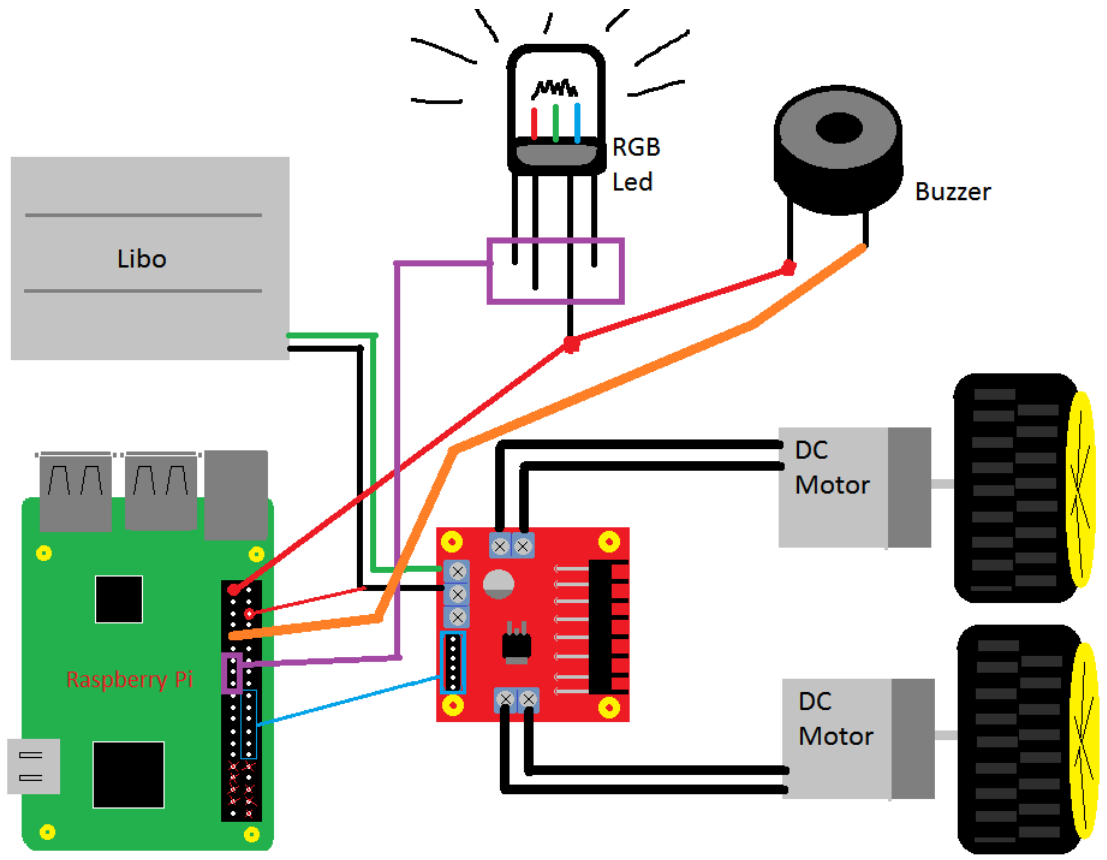 RGB
Led
Buzzer
Libo
DC
Motor
Raspberry Pi
DC
Motor